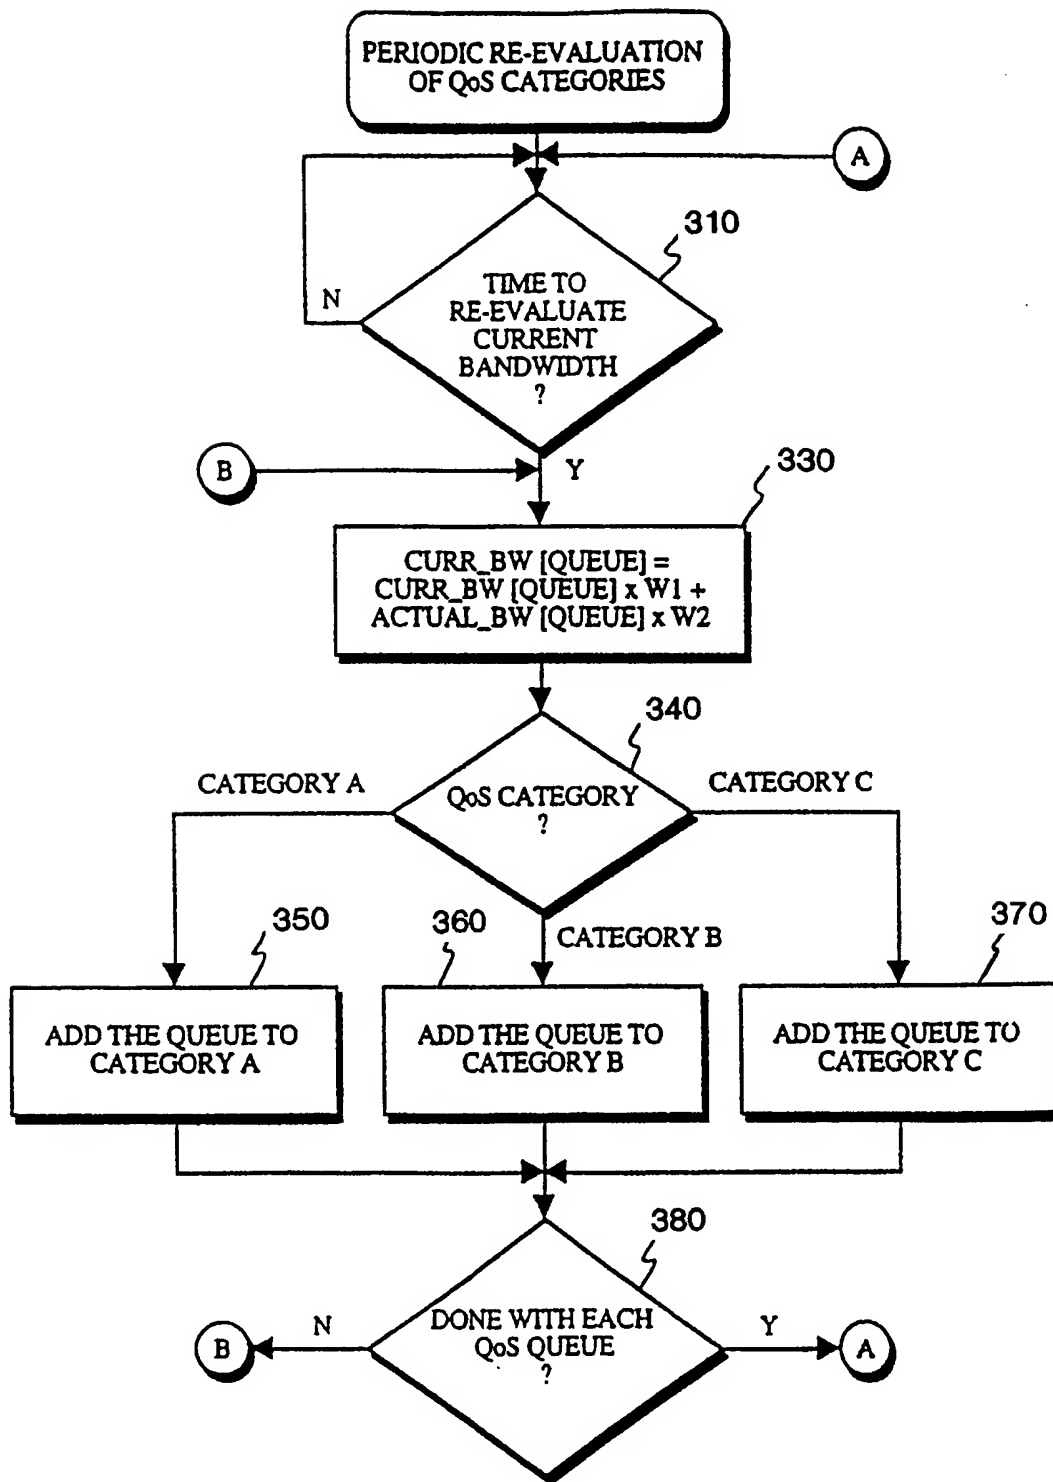 PERIODIC RE-EVALUATION
OF QoS CATEGORIES
A
310
N
TIME TO
RE-EVALUATE
CURRENT
BANDWIDTH
?
B
Y
330
CURR_BW [QUEUE] =
CURR_BW [QUEUE] x W1 +
ACTUAL_BW [QUEUE] x W2
340
CATEGORY A
QoS CATEGORY
?
CATEGORY C
350
360
CATEGORY B
370
ADD THE QUEUE TO
CATEGORY A
ADD THE QUEUE TO
CATEGORY B
ADD THE QUEUE TO
CATEGORY C
380
B
N
DONE WITH EACH
QoS QUEUE
?
Y
A